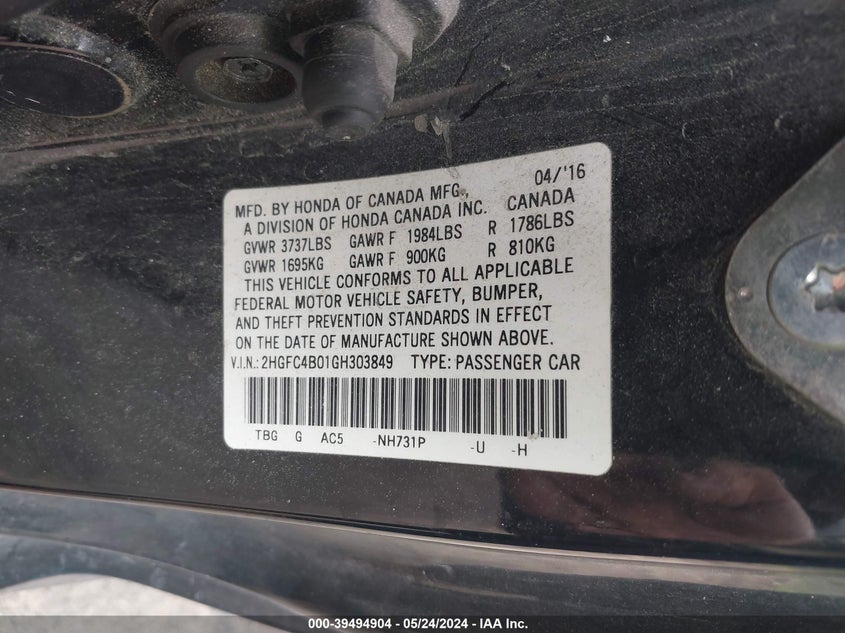 04/'16
MFD. BY HONDA OF CANADA MFG.,
A DIVISION OF HONDA CANADA INC. CANADA
GVWR 3737LBS GAWR F 1984LBS R 1786LBS
GVWR 1695KG GAWR F 900KG R 810KG
THIS VEHICLE CONFORMS TO ALL APPLICABLE
FEDERAL MOTOR VEHICLE SAFETY, BUMPER,
AND THEFT PREVENTION STANDARDS IN EFFECT
ON THE DATE OF MANUFACTURE SHOWN ABOVE.
V.I.N.: 2HGFC4B01GH303849 TYPE: PASSENGER CAR
TBG G AC5 -NH731P -U -H
000-39494904 / 05/24/2024 - IAA Inc.